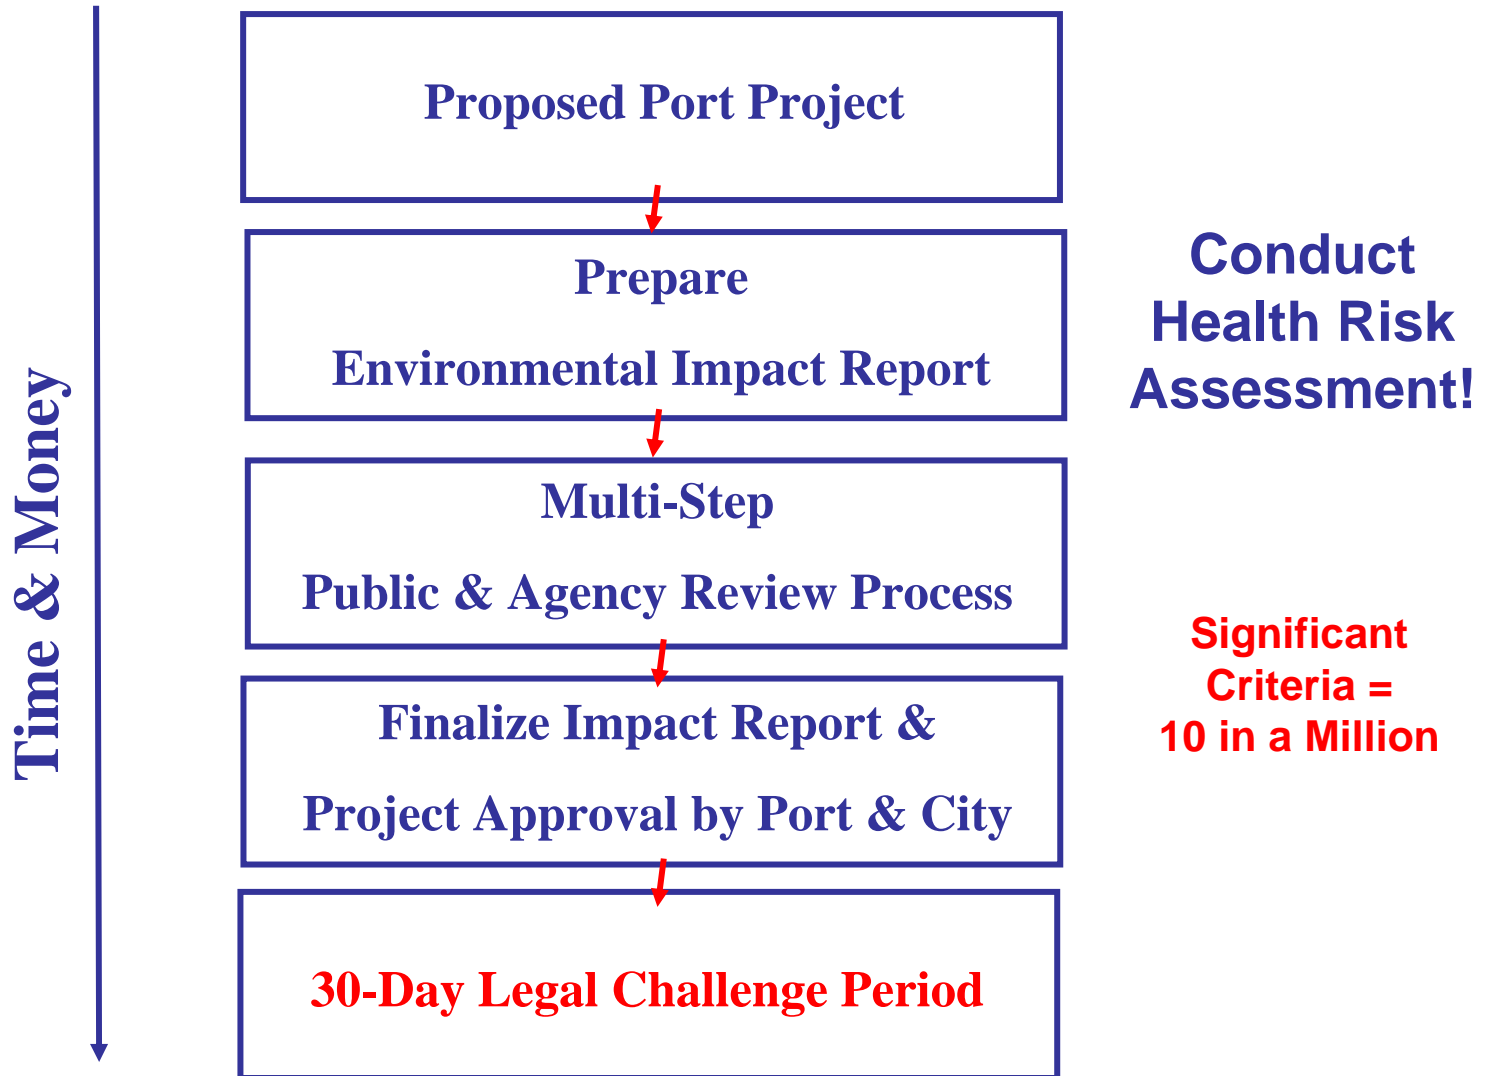 Time & Money
Proposed Port Project
Prepare
Environmental Impact Report
Conduct
Health Risk
Assessment!
Multi-Step
Public & Agency Review Process
Significant
Criteria =
10 in a Million
Finalize Impact Report &
Project Approval by Port & City
30-Day Legal Challenge Period